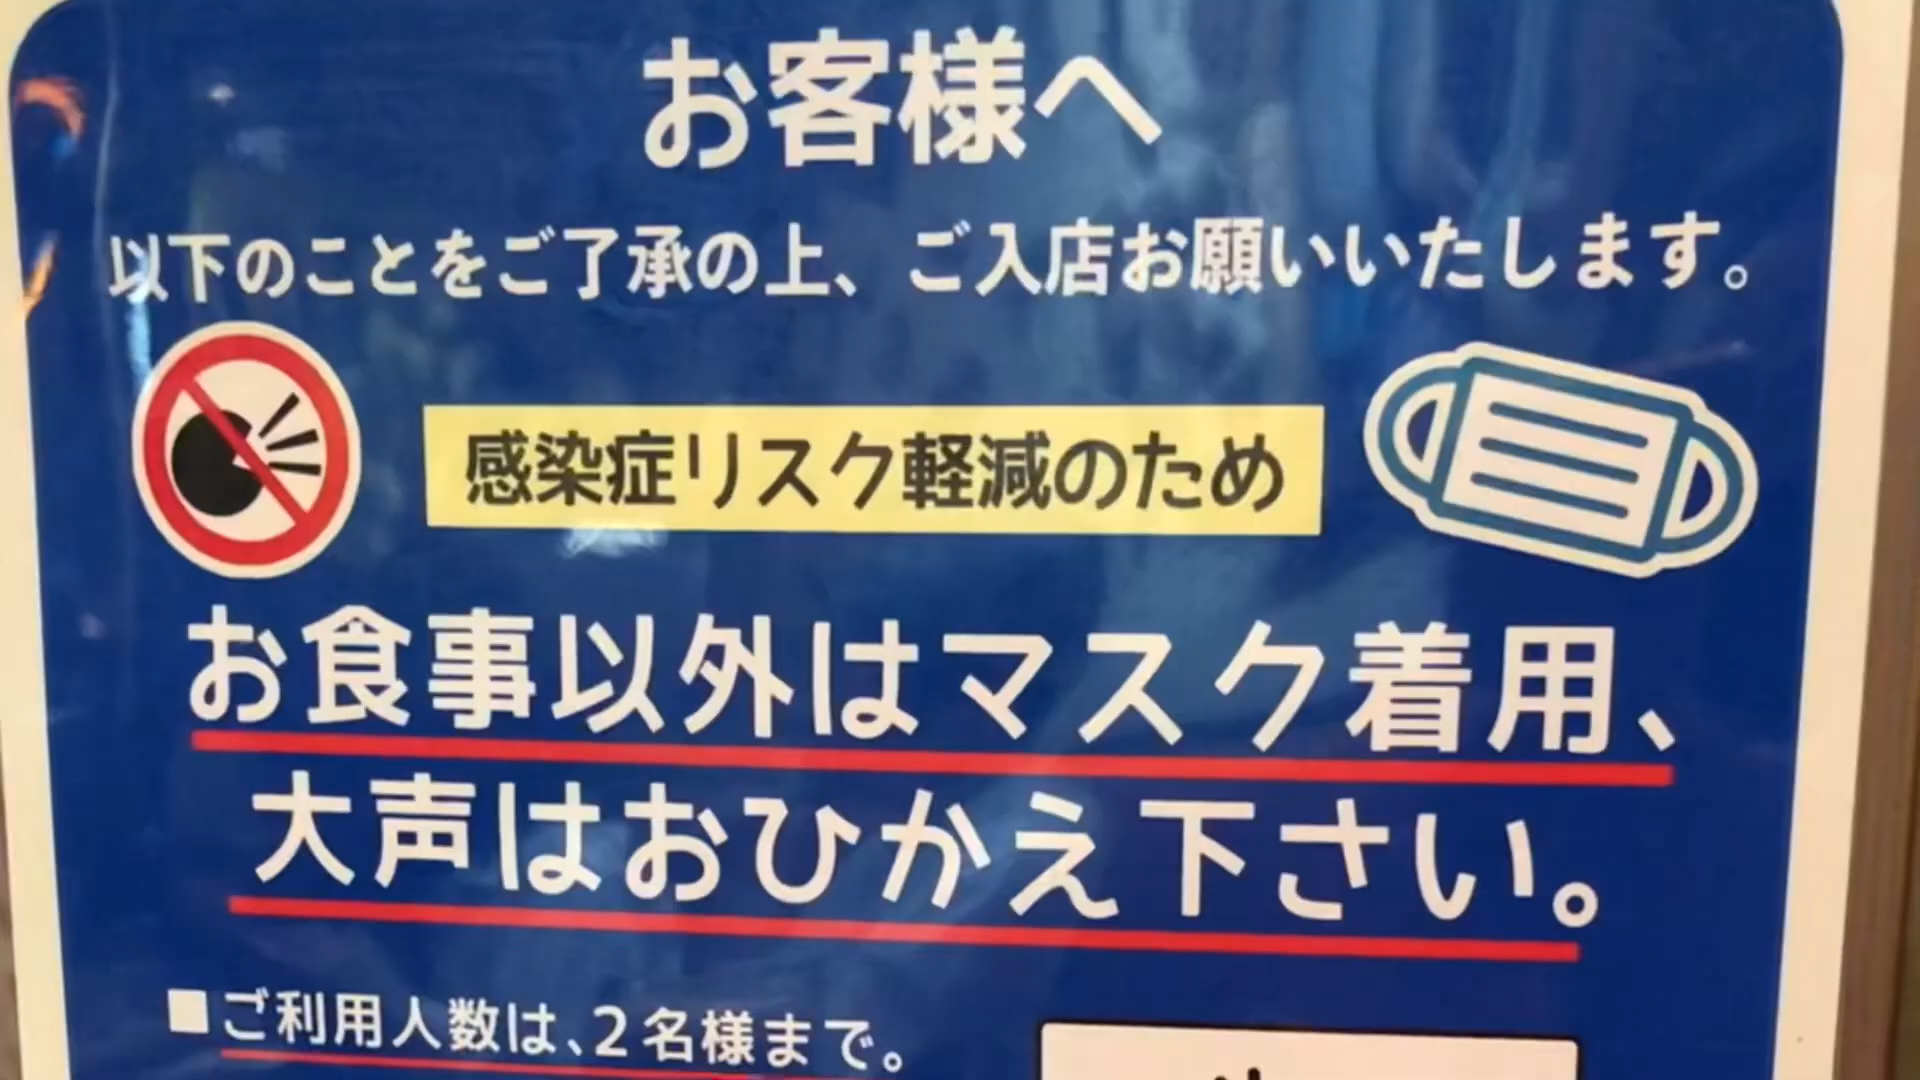 お客様へ
以下のことをご了承の上、ご入店お願いいたします。
感染症リスク軽減のため
お食事以外はマスク着用、
大声はおひかえ下さい。
■ご利用人数は、2名様まで。